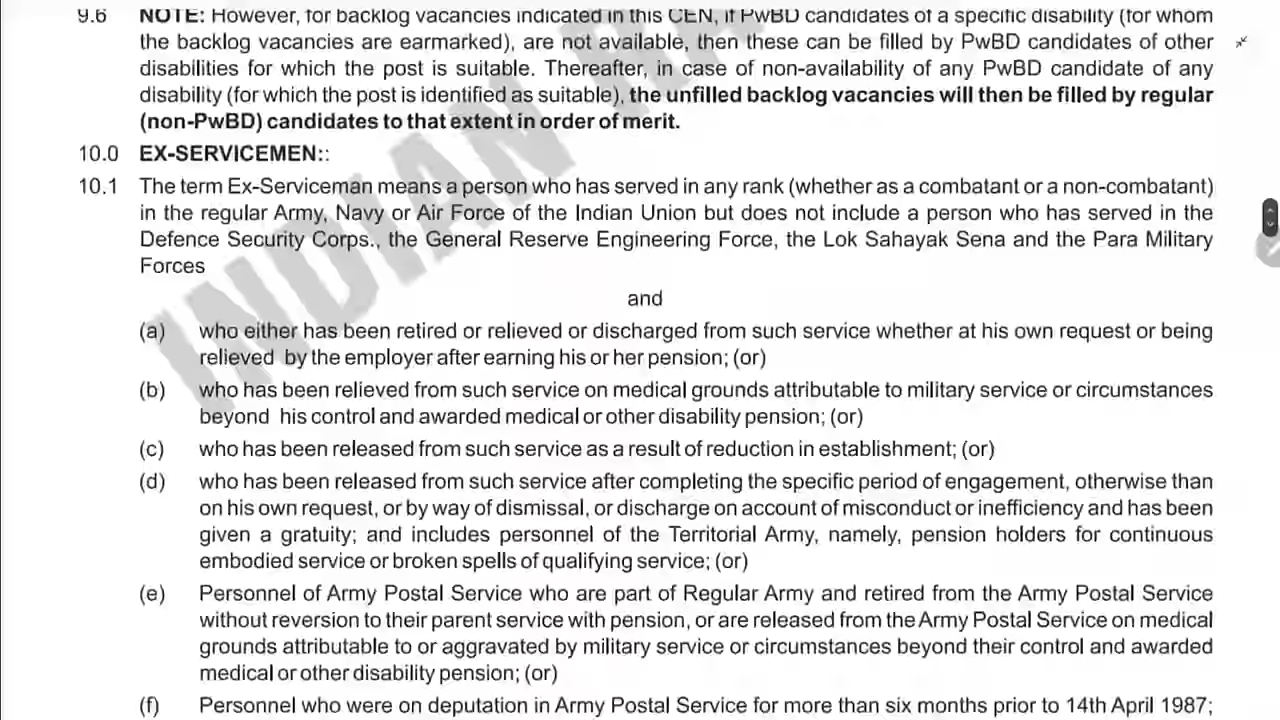 9.6 NOTE: However, for backlog vacancies indicated in this CEN, if PwBD candidates of a specific disability (for whom
the backlog vacancies are earmarked), are not available, then these can be filled by PwBD candidates of other
disabilities for which the post is suitable. Thereafter, in case of non-availability of any PwBD candidate of any
disability (for which the post is identified as suitable), the unfilled backlog vacancies will then be filled by regular
(non-PwBD) candidates to that extent in order of merit.
10.0 EX-SERVICEMEN::
10.1 The term Ex-Serviceman means a person who has served in any rank (whether as a combatant or a non-combatant)
in the regular Army, Navy or Air Force of the Indian Union but does not include a person who has served in the
Defence Security Corps., the General Reserve Engineering Force, the Lok Sahayak Sena and the Para Military
Forces
and
(a) who either has been retired or relieved or discharged from such service whether at his own request or being
relieved by the employer after earning his or her pension; (or)
(b) who has been relieved from such service on medical grounds attributable to military service or circumstances
beyond his control and awarded medical or other disability pension; (or)
(c) who has been released from such service as a result of reduction in establishment; (or)
(d) who has been released from such service after completing the specific period of engagement, otherwise than
on his own request, or by way of dismissal, or discharge on account of misconduct or inefficiency and has been
given a gratuity; and includes personnel of the Territorial Army, namely, pension holders for continuous
embodied service or broken spells of qualifying service; (or)
(e) Personnel of Army Postal Service who are part of Regular Army and retired from the Army Postal Service
without reversion to their parent service with pension, or are released from the Army Postal Service on medical
grounds attributable to or aggravated by military service or circumstances beyond their control and awarded
medical or other disability pension; (or)
(f) Personnel who were on deputation in Army Postal Service for more than six months prior to 14th April 1987;
INDIAN RA